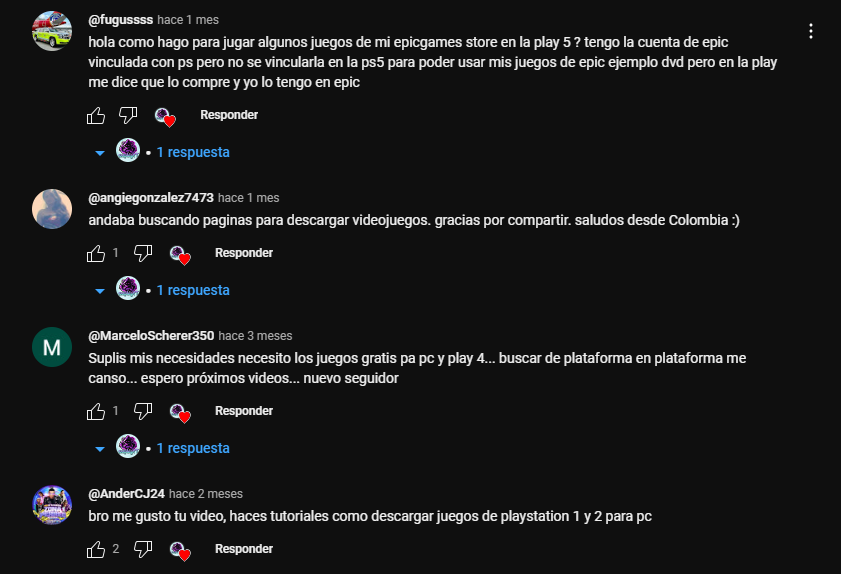 @fugussss hace 1 mes
hola como hago para jugar algunos juegos de mi epicgames store en la play 5 ? tengo la cuenta de epic
vinculada con ps pero no se vincularla en la ps5 para poder usar mis juegos de epic ejemplo dvd pero en la play
me dice que lo compre y yo lo tengo en epic
Responder
• 1 respuesta
@angiegonzalez7473 hace 1 mes
andaba buscando paginas para descargar videojuegos. gracias por compartir. saludos desde Colombia :)
1 Responder
• 1 respuesta
M
@MarceloScherer350 hace 3 meses
Suplis mis necesidades necesito los juegos gratis pa pc y play 4... buscar de plataforma en plataforma me
canso... espero próximos videos... nuevo seguidor
1 Responder
• 1 respuesta
@AnderCJ24 hace 2 meses
bro me gusto tu video, haces tutoriales como descargar juegos de playstation 1 y 2 para pc
2 Responder